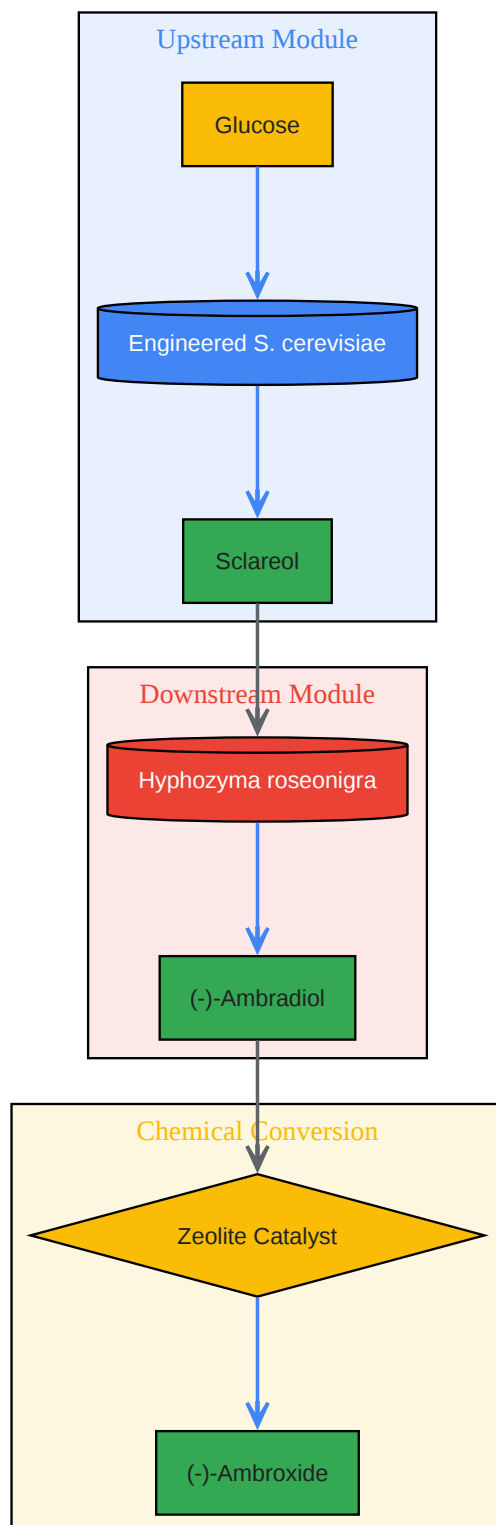 Upstream Module
Glucose
Engineered S. cerevisiae
Sclareol
Downstream Module
Hyphozyma roseonigra
(-)-Ambradiol
Chemical Conversion
Zeolite Catalyst
(-)-Ambroxide